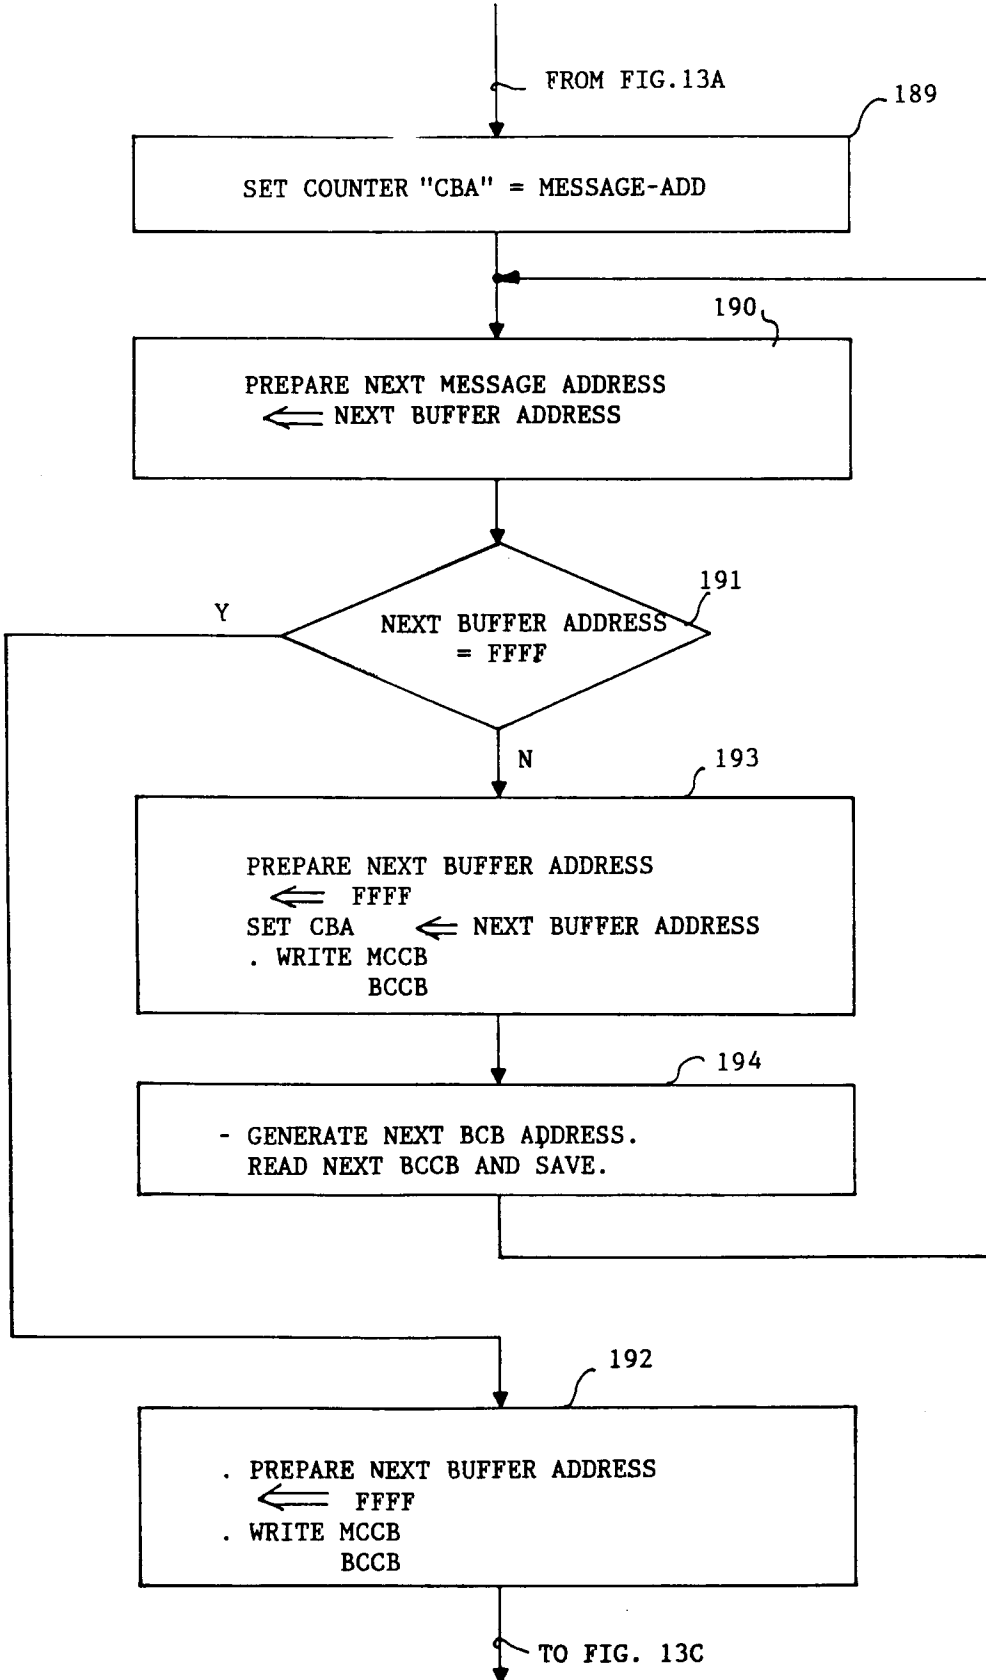 FROM FIG.13A
189
SET COUNTER "CBA" = MESSAGE-ADD
190
PREPARE NEXT MESSAGE ADDRESS
⇐ NEXT BUFFER ADDRESS
191
Y
NEXT BUFFER ADDRESS
= FFFF
N
193
PREPARE NEXT BUFFER ADDRESS
⇐ FFFF
SET CBA ⇐ NEXT BUFFER ADDRESS
. WRITE MCCB
BCCB
194
- GENERATE NEXT BCB ADDRESS.
READ NEXT BCCB AND SAVE.
192
. PREPARE NEXT BUFFER ADDRESS
⇐ FFFF
. WRITE MCCB
BCCB
TO FIG. 13C